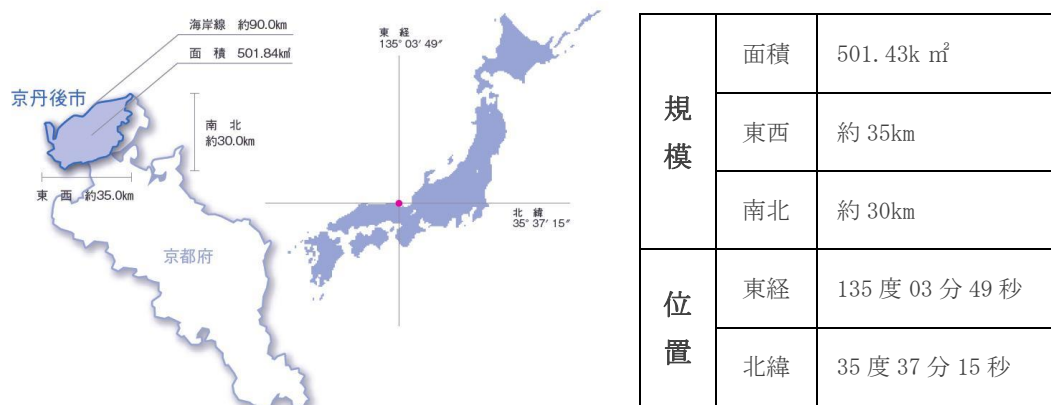 海岸線 約90.0km
面 積 501.84㎢
京丹後市
南 北
約30.0km
東 西 約35.0km
京都府
東 経
135° 03′ 49″
北 緯
35° 37′ 15″
規模
面積 501.43k ㎡
東西 約 35km
南北 約 30km
位置
東経 135 度 03 分 49 秒
北緯 35 度 37 分 15 秒